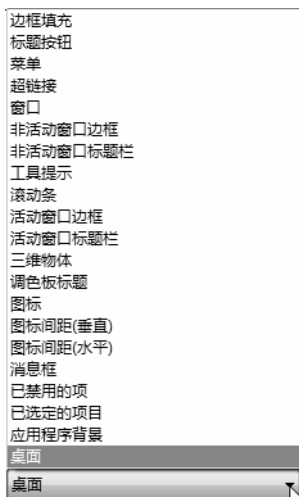 边框填充
标题按钮
菜单
超链接
窗口
非活动窗口边框
非活动窗口标题栏
工具提示
滚动条
活动窗口边框
活动窗口标题栏
三维物体
调色板标题
图标
图标间距(垂直)
图标间距(水平)
消息框
已禁用的项
已选定的项目
应用程序背景
桌面
桌面